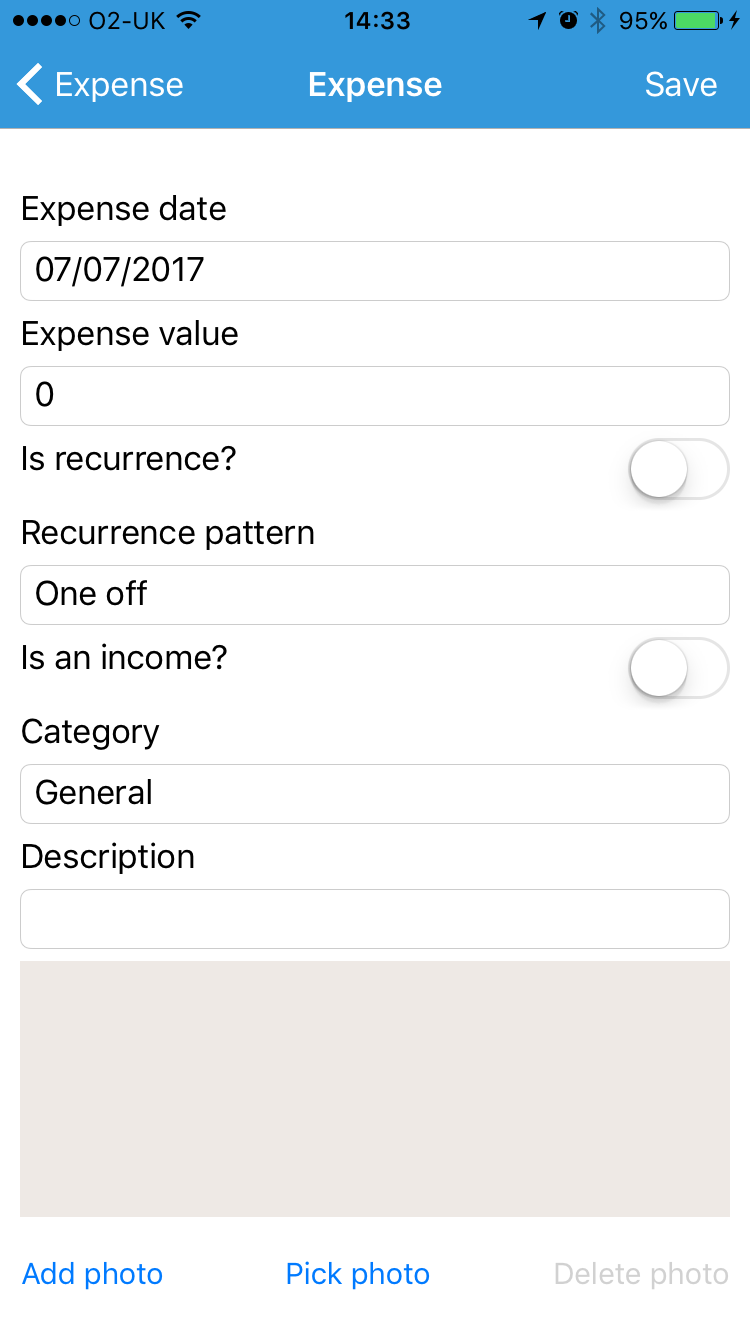 O2-UK 14:33 95%
Expense Expense Save
Expense date
07/07/2017
Expense value
0
Is recurrence?
Recurrence pattern
One off
Is an income?
Category
General
Description
Add photo Pick photo Delete photo